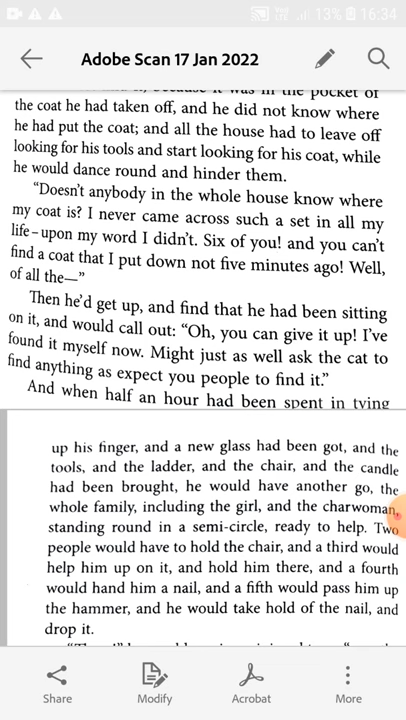 13% 16:34
Adobe Scan 17 Jan 2022
it was in the pocket of
the coat he had taken off, and he did not know where
he had put the coat; and all the house had to leave off
looking for his tools and start looking for his coat, while
he would dance round and hinder them.
“Doesn’t anybody in the whole house know where
my coat is? I never came across such a set in all my
life – upon my word I didn’t. Six of you! and you can’t
find a coat that I put down not five minutes ago! Well,
of all the—”
Then he’d get up, and find that he had been sitting
on it, and would call out: “Oh, you can give it up! I’ve
found it myself now. Might just as well ask the cat to
find anything as expect you people to find it.”
And when half an hour had been spent in tying
up his finger, and a new glass had been got, and the
tools, and the ladder, and the chair, and the candle
had been brought, he would have another go, the
whole family, including the girl, and the charwoman,
standing round in a semi-circle, ready to help. Two
people would have to hold the chair, and a third would
help him up on it, and hold him there, and a fourth
would hand him a nail, and a fifth would pass him up
the hammer, and he would take hold of the nail, and
drop it.
Share Modify Acrobat More